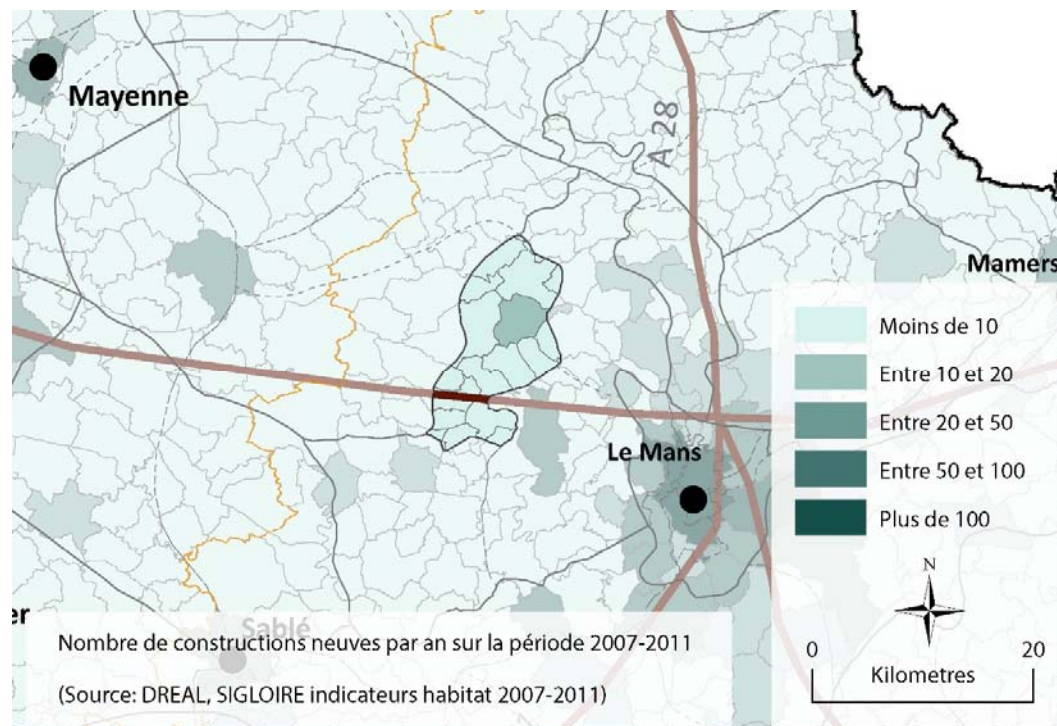 Mayenne
A 28
Mamers
Moins de 10
Entre 10 et 20
Entre 20 et 50
Entre 50 et 100
Plus de 100
Le Mans
N
0 20
Kilometres
er
Sablé
Nombre de constructions neuves par an sur la période 2007-2011
(Source: DREAL, SIGLOIRE indicateurs habitat 2007-2011)